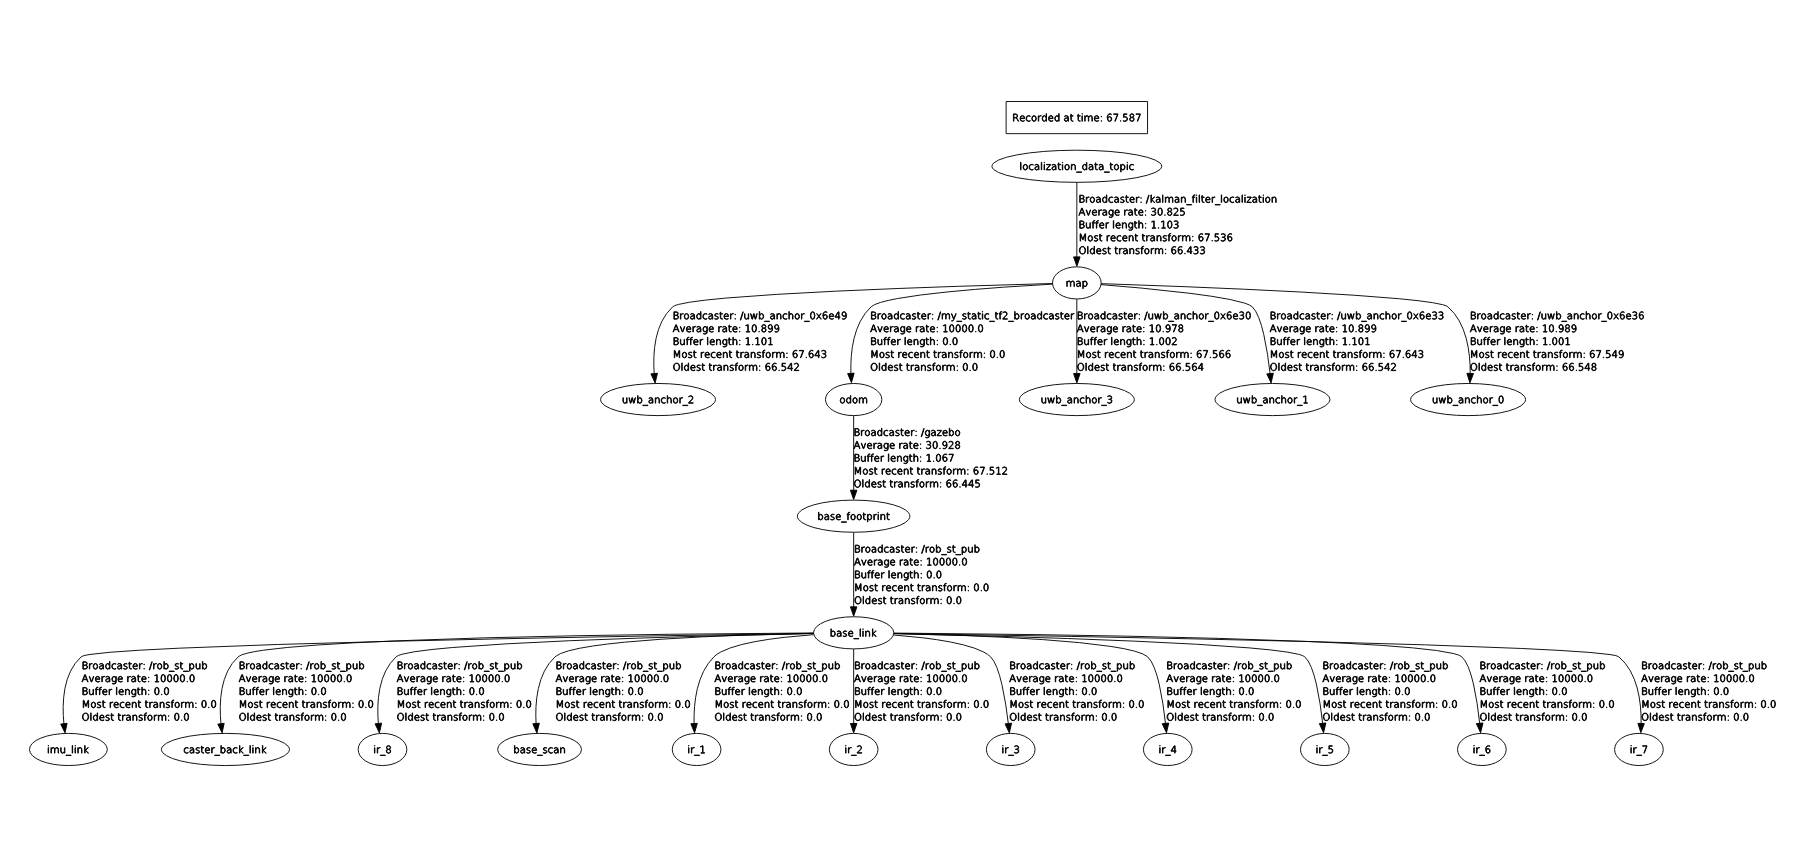 Recorded at time: 67.587
localization_data_topic
Broadcaster: /kalman_filter_localization
Average rate: 30.825
Buffer length: 1.103
Most recent transform: 67.536
Oldest transform: 66.433
map
Broadcaster: /uwb_anchor_0x6e49
Average rate: 10.899
Buffer length: 1.101
Most recent transform: 67.643
Oldest transform: 66.542
Broadcaster: /my_static_tf2_broadcaster
Average rate: 10000.0
Buffer length: 0.0
Most recent transform: 0.0
Oldest transform: 0.0
Broadcaster: /uwb_anchor_0x6e30
Average rate: 10.978
Buffer length: 1.002
Most recent transform: 67.566
Oldest transform: 66.564
Broadcaster: /uwb_anchor_0x6e33
Average rate: 10.899
Buffer length: 1.101
Most recent transform: 67.643
Oldest transform: 66.542
Broadcaster: /uwb_anchor_0x6e36
Average rate: 10.989
Buffer length: 1.001
Most recent transform: 67.549
Oldest transform: 66.548
uwb_anchor_2
odom
uwb_anchor_3
uwb_anchor_1
uwb_anchor_0
Broadcaster: /gazebo
Average rate: 30.928
Buffer length: 1.067
Most recent transform: 67.512
Oldest transform: 66.445
base_footprint
Broadcaster: /rob_st_pub
Average rate: 10000.0
Buffer length: 0.0
Most recent transform: 0.0
Oldest transform: 0.0
base_link
Broadcaster: /rob_st_pub
Average rate: 10000.0
Buffer length: 0.0
Most recent transform: 0.0
Oldest transform: 0.0
Broadcaster: /rob_st_pub
Average rate: 10000.0
Buffer length: 0.0
Most recent transform: 0.0
Oldest transform: 0.0
Broadcaster: /rob_st_pub
Average rate: 10000.0
Buffer length: 0.0
Most recent transform: 0.0
Oldest transform: 0.0
Broadcaster: /rob_st_pub
Average rate: 10000.0
Buffer length: 0.0
Most recent transform: 0.0
Oldest transform: 0.0
Broadcaster: /rob_st_pub
Average rate: 10000.0
Buffer length: 0.0
Most recent transform: 0.0
Oldest transform: 0.0
Broadcaster: /rob_st_pub
Average rate: 10000.0
Buffer length: 0.0
Most recent transform: 0.0
Oldest transform: 0.0
Broadcaster: /rob_st_pub
Average rate: 10000.0
Buffer length: 0.0
Most recent transform: 0.0
Oldest transform: 0.0
Broadcaster: /rob_st_pub
Average rate: 10000.0
Buffer length: 0.0
Most recent transform: 0.0
Oldest transform: 0.0
Broadcaster: /rob_st_pub
Average rate: 10000.0
Buffer length: 0.0
Most recent transform: 0.0
Oldest transform: 0.0
Broadcaster: /rob_st_pub
Average rate: 10000.0
Buffer length: 0.0
Most recent transform: 0.0
Oldest transform: 0.0
Broadcaster: /rob_st_pub
Average rate: 10000.0
Buffer length: 0.0
Most recent transform: 0.0
Oldest transform: 0.0
imu_link
caster_back_link
ir_8
base_scan
ir_1
ir_2
ir_3
ir_4
ir_5
ir_6
ir_7